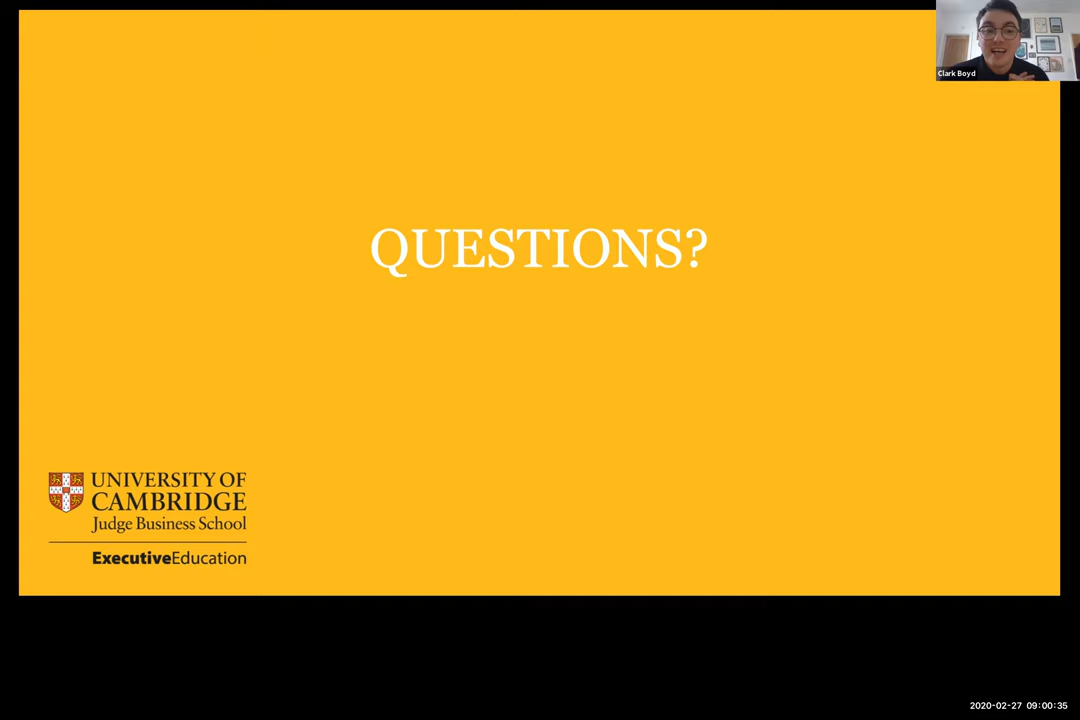 Clark Boyd
QUESTIONS?
UNIVERSITY OF
CAMBRIDGE
Judge Business School
ExecutiveEducation
2020-02-27 09:00:35